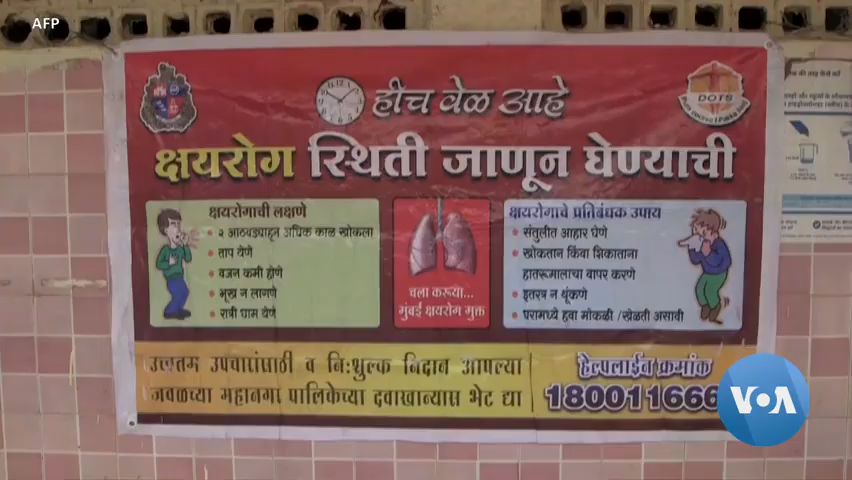 AFP
हीच वेळ आहे
DOTS
क्षयरोग स्थिती जाणून घेण्याची
क्षयरोगाची लक्षणे
२ आठवड्याहून अधिक काळ खोकला
ताप येणे
वजन कमी होणे
भूख न लागणे
रात्री घाम येणे
चला करूया...
मुंबई क्षयरोग मुक्त
क्षयरोगाचे प्रतिबंधक उपाय
संतुलीत आहार घेणे
खोकतान किंवा शिकाताना
हातरूमालाचा वापर करणे
इतरत्र न थूंकणे
घरामध्ये हवा मोकळी /खेळती असावी
उत्तम उपचारांसाठी व नि:शुल्क निदान आपल्या
जवळच्या महानगर पालिकेच्या दवाखान्यास भेट द्या
हेल्पलाईन क्रमांक
1800116666
VOA